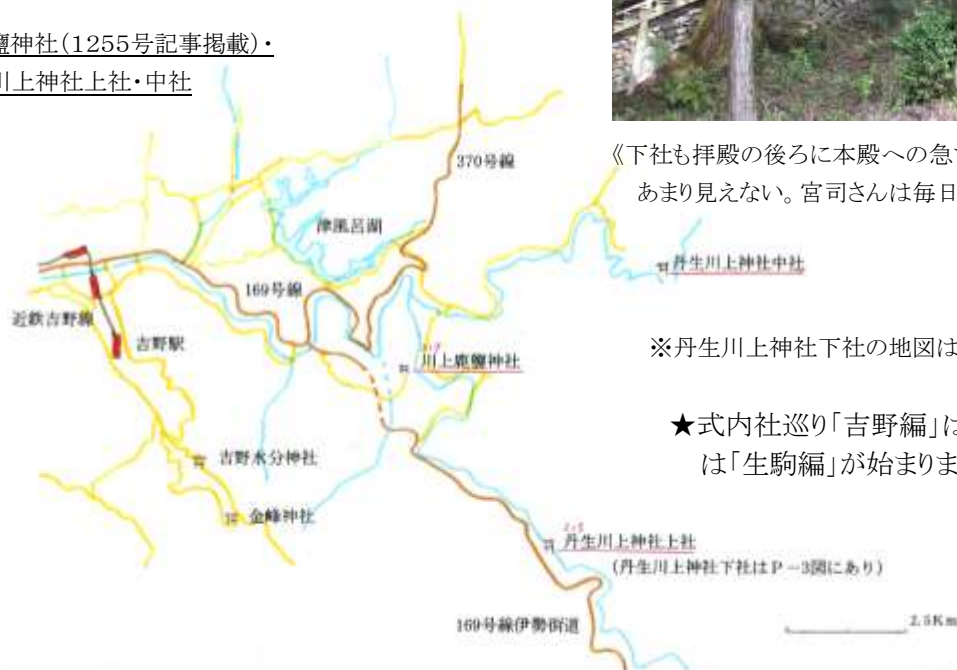 神社(1255号記事掲載)・
川上神社上社・中社
《下社も拝殿の後ろに本殿への急
あまり見えない。宮司さんは毎日
370号線
津風呂湖
丹生川上神社中社
169号線
近鉄吉野線
吉野駅
川上鹿鹽神社
※丹生川上神社下社の地図は
★式内社巡り「吉野編」は
は「生駒編」が始まりま
吉野水分神社
金峰神社
丹生川上神社上社
(丹生川上神社下社はP-3図にあり)
169号線伊勢街道
2.5Km